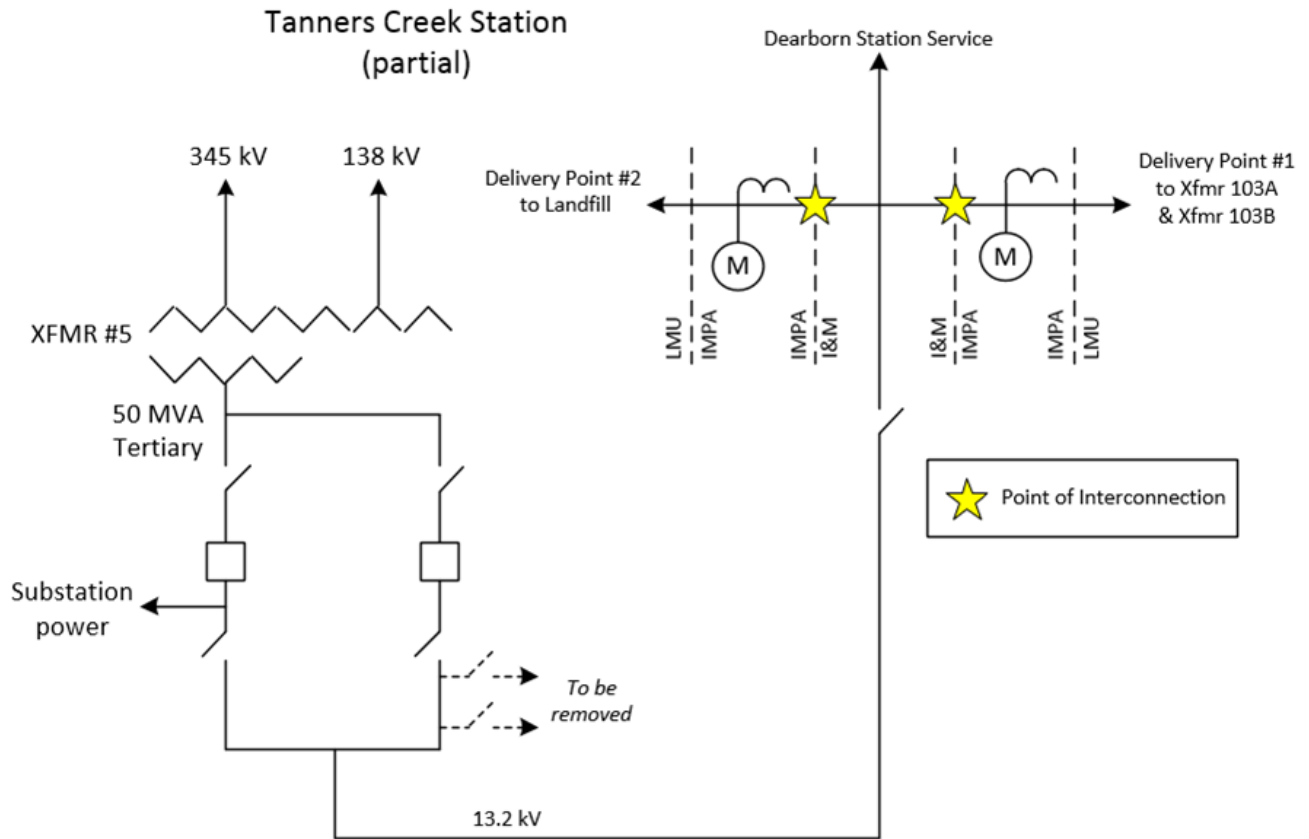 Tanners Creek Station
(partial)
Dearborn Station Service
345 kV
138 kV
Delivery Point #2
to Landfill
Delivery Point #1
to Xfmr 103A
& Xfmr 103B
M
M
LMU
IMPA
IMPA
I&M
I&M
IMPA
IMPA
LMU
XFMR #5
50 MVA
Tertiary
Point of Interconnection
Substation
power
To be
removed
13.2 kV